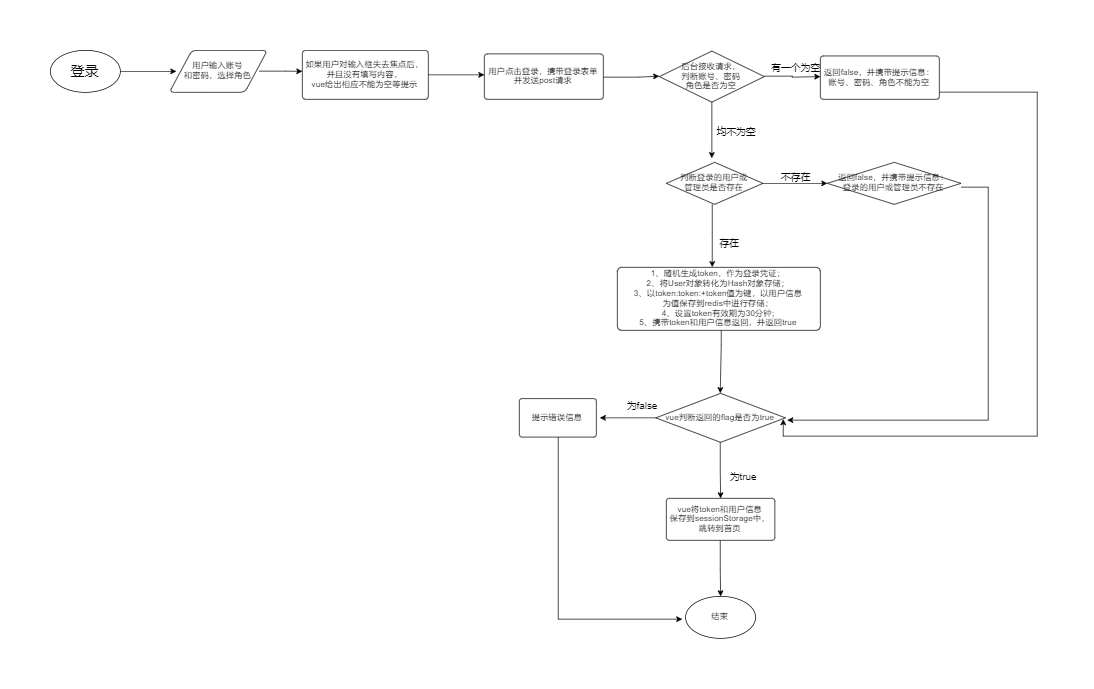 登录
用户输入账号
和密码，选择角色
如果用户对输入框失去焦点后，
并且没有填写内容，
vue给出相应不能为空等提示
用户点击登录，携带登录表单
并发送post请求
后台接收请求，
判断账号、密码
角色是否为空
有一个为空
返回false，并携带提示信息：
账号、密码、角色不能为空
均不为空
判断登录的用户或
管理员是否存在
不存在
返回false，并携带提示信息：
登录的用户或管理员不存在
存在
1、随机生成token，作为登录凭证；
2、将User对象转化为Hash对象存储；
3、以token:token:+token值为键，以用户信息
为值保存到redis中进行存储；
4、设置token有效期为30分钟；
5、携带token和用户信息返回，并返回true
提示错误信息
为false
vue判断返回的flag是否为true
为true
vue将token和用户信息
保存到sessionStorage中，
跳转到首页
结束